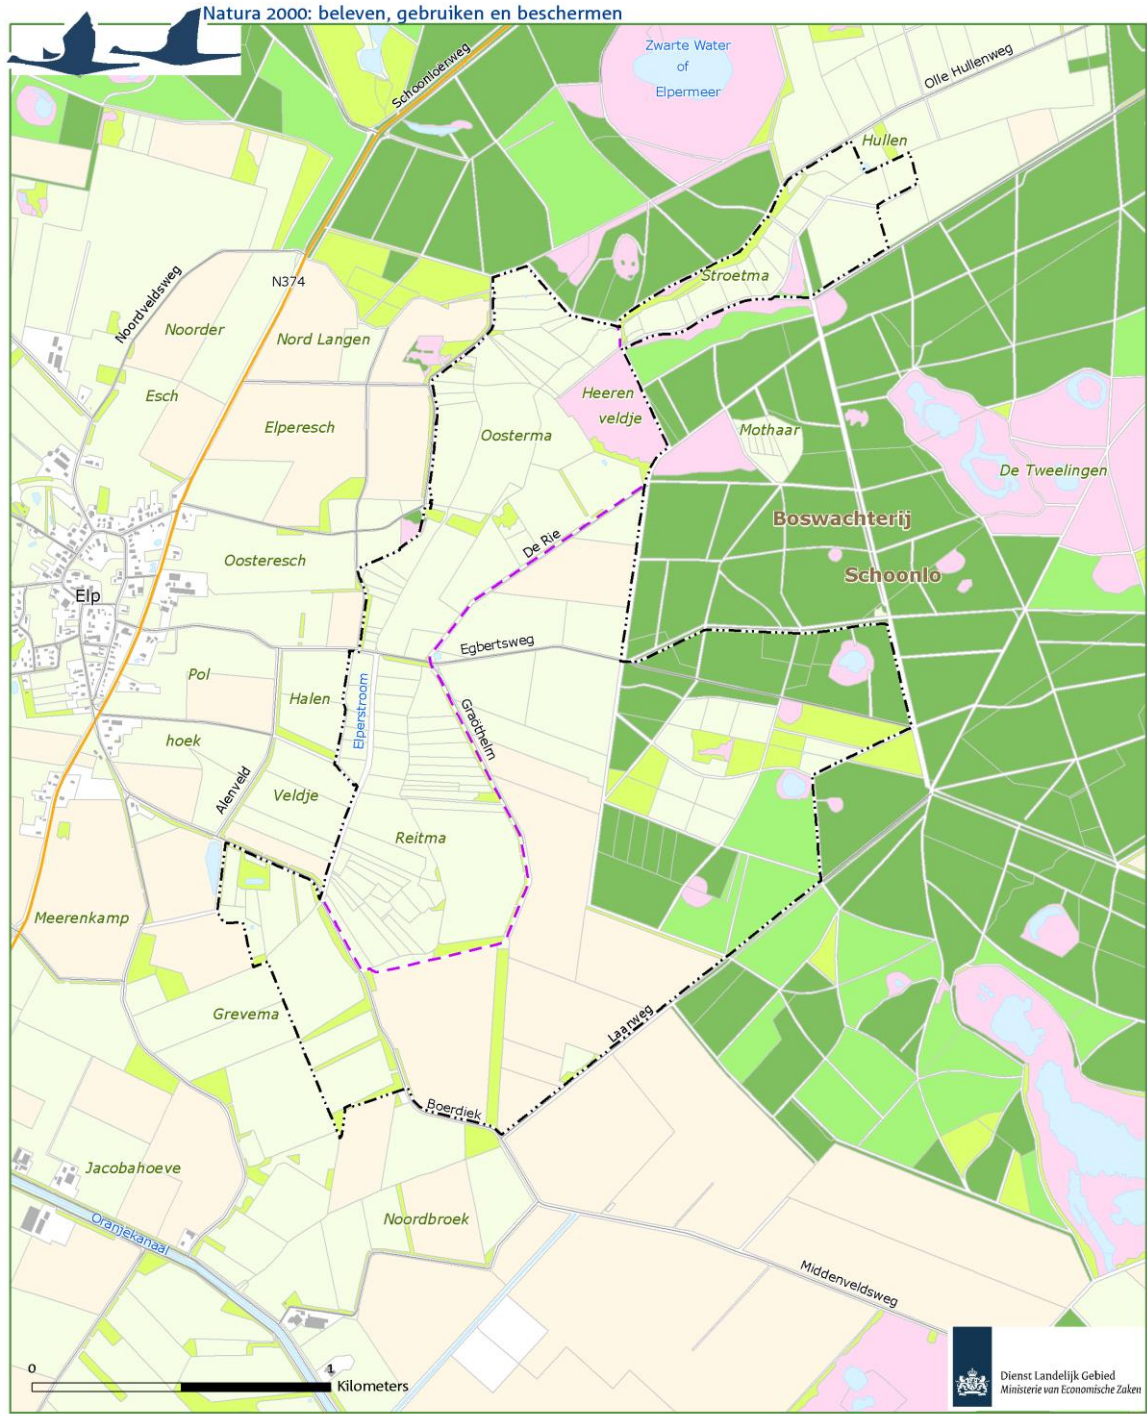 Natura 2000: beleven, gebruiken en beschermen
Schoonloërweg
Zwarte Water
of
Elpermeer
Olle Hullenweg
Hullen
Stroetma
N374
Noordveldsweg
Noorder
Esch
Nord Langen
Elperesch
Oosterma
Heeren
veldje
Mothaar
De Tweelingen
Boswachterij
Schoonlo
De Rie
Oosteresch
Elp
Egbertsweg
Pol
hoek
Halen
Elperstroom
Graöthelm
Alenveld
Veldje
Reitma
Meerenkamp
Grevema
Laarweg
Boerdiek
Jacobahoeve
Noordbroek
Oranjekanaal
Middenveldsweg
0 1
Kilometers
Dienst Landelijk Gebied
Ministerie van Economische Zaken